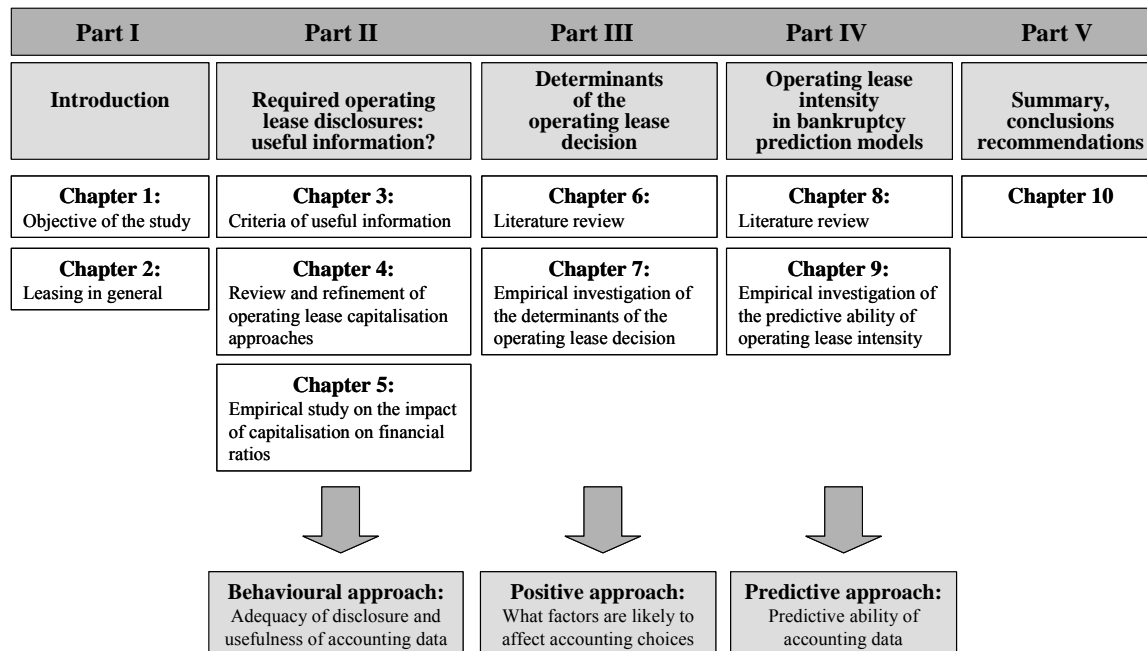 Part I
Part II
Part III
Part IV
Part V
Introduction
Required operating
lease disclosures:
useful information?
Determinants
of the
operating lease
decision
Operating lease
intensity
in bankruptcy
prediction models
Summary,
conclusions
recommendations
Chapter 1:
Objective of the study
Chapter 2:
Leasing in general
Chapter 3:
Criteria of useful information
Chapter 4:
Review and refinement of
operating lease capitalisation
approaches
Chapter 5:
Empirical study on the impact
of capitalisation on financial
ratios
Chapter 6:
Literature review
Chapter 7:
Empirical investigation of
the determinants of the
operating lease decision
Chapter 8:
Literature review
Chapter 9:
Empirical investigation of
the predictive ability of
operating lease intensity
Chapter 10
Behavioural approach:
Adequacy of disclosure and
usefulness of accounting data
Positive approach:
What factors are likely to
affect accounting choices
Predictive approach:
Predictive ability of
accounting data